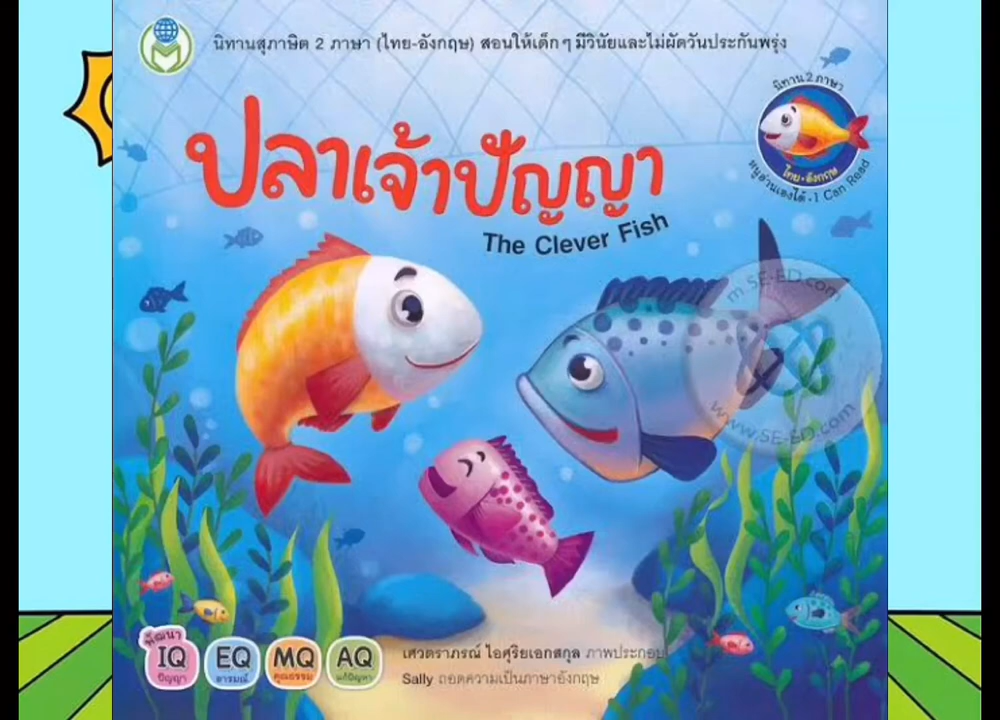 นิทานสุภาษิต 2 ภาษา (ไทย-อังกฤษ) สอนให้เด็ก ๆ มีวินัยและไม่ผัดวันประกันพรุ่ง
นิทาน 2 ภาษา
ไทย • อังกฤษ
หนูอ่านเองได้ • I Can Read
ปลาเจ้าปัญญา
The Clever Fish
m.SE-ED.com
www.SE-ED.com
พัฒนา
IQ EQ MQ AQ
ปัญญา อารมณ์ คุณธรรม แก้ปัญหา
เศวตราภรณ์ ไอศุริยเอกสกุล ภาพประกอบ
Sally ถอดความเป็นภาษาอังกฤษ